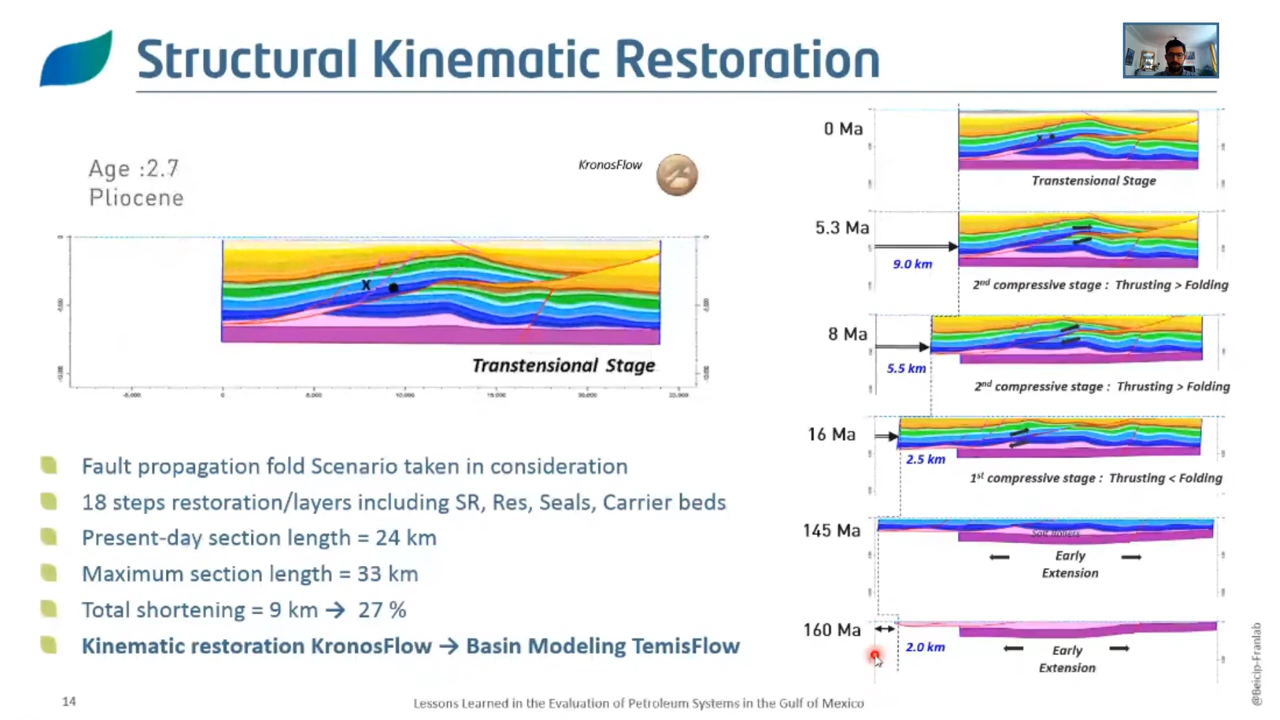 Structural Kinematic Restoration
Age :2.7
Pliocene
KronosFlow
X
Transtensional Stage
Fault propagation fold Scenario taken in consideration
18 steps restoration/layers including SR, Res, Seals, Carrier beds
Present-day section length = 24 km
Maximum section length = 33 km
Total shortening = 9 km → 27 %
Kinematic restoration KronosFlow → Basin Modeling TemisFlow
0 Ma
Transtensional Stage
5.3 Ma
9.0 km
2nd compressive stage : Thrusting > Folding
8 Ma
5.5 km
2nd compressive stage : Thrusting > Folding
16 Ma
2.5 km
1st compressive stage : Thrusting < Folding
145 Ma
Salt Rollers
Early
Extension
160 Ma
2.0 km
Early
Extension
14
Lessons Learned in the Evaluation of Petroleum Systems in the Gulf of Mexico
@Beicip-Franlab